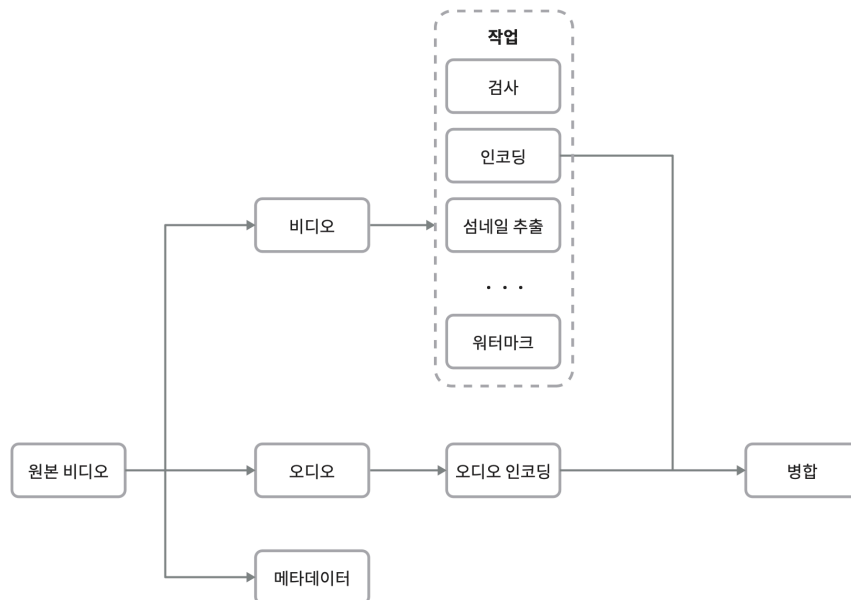 작업
검사
인코딩
비디오
섬네일 추출
. . .
워터마크
원본 비디오
오디오
오디오 인코딩
병합
메타데이터